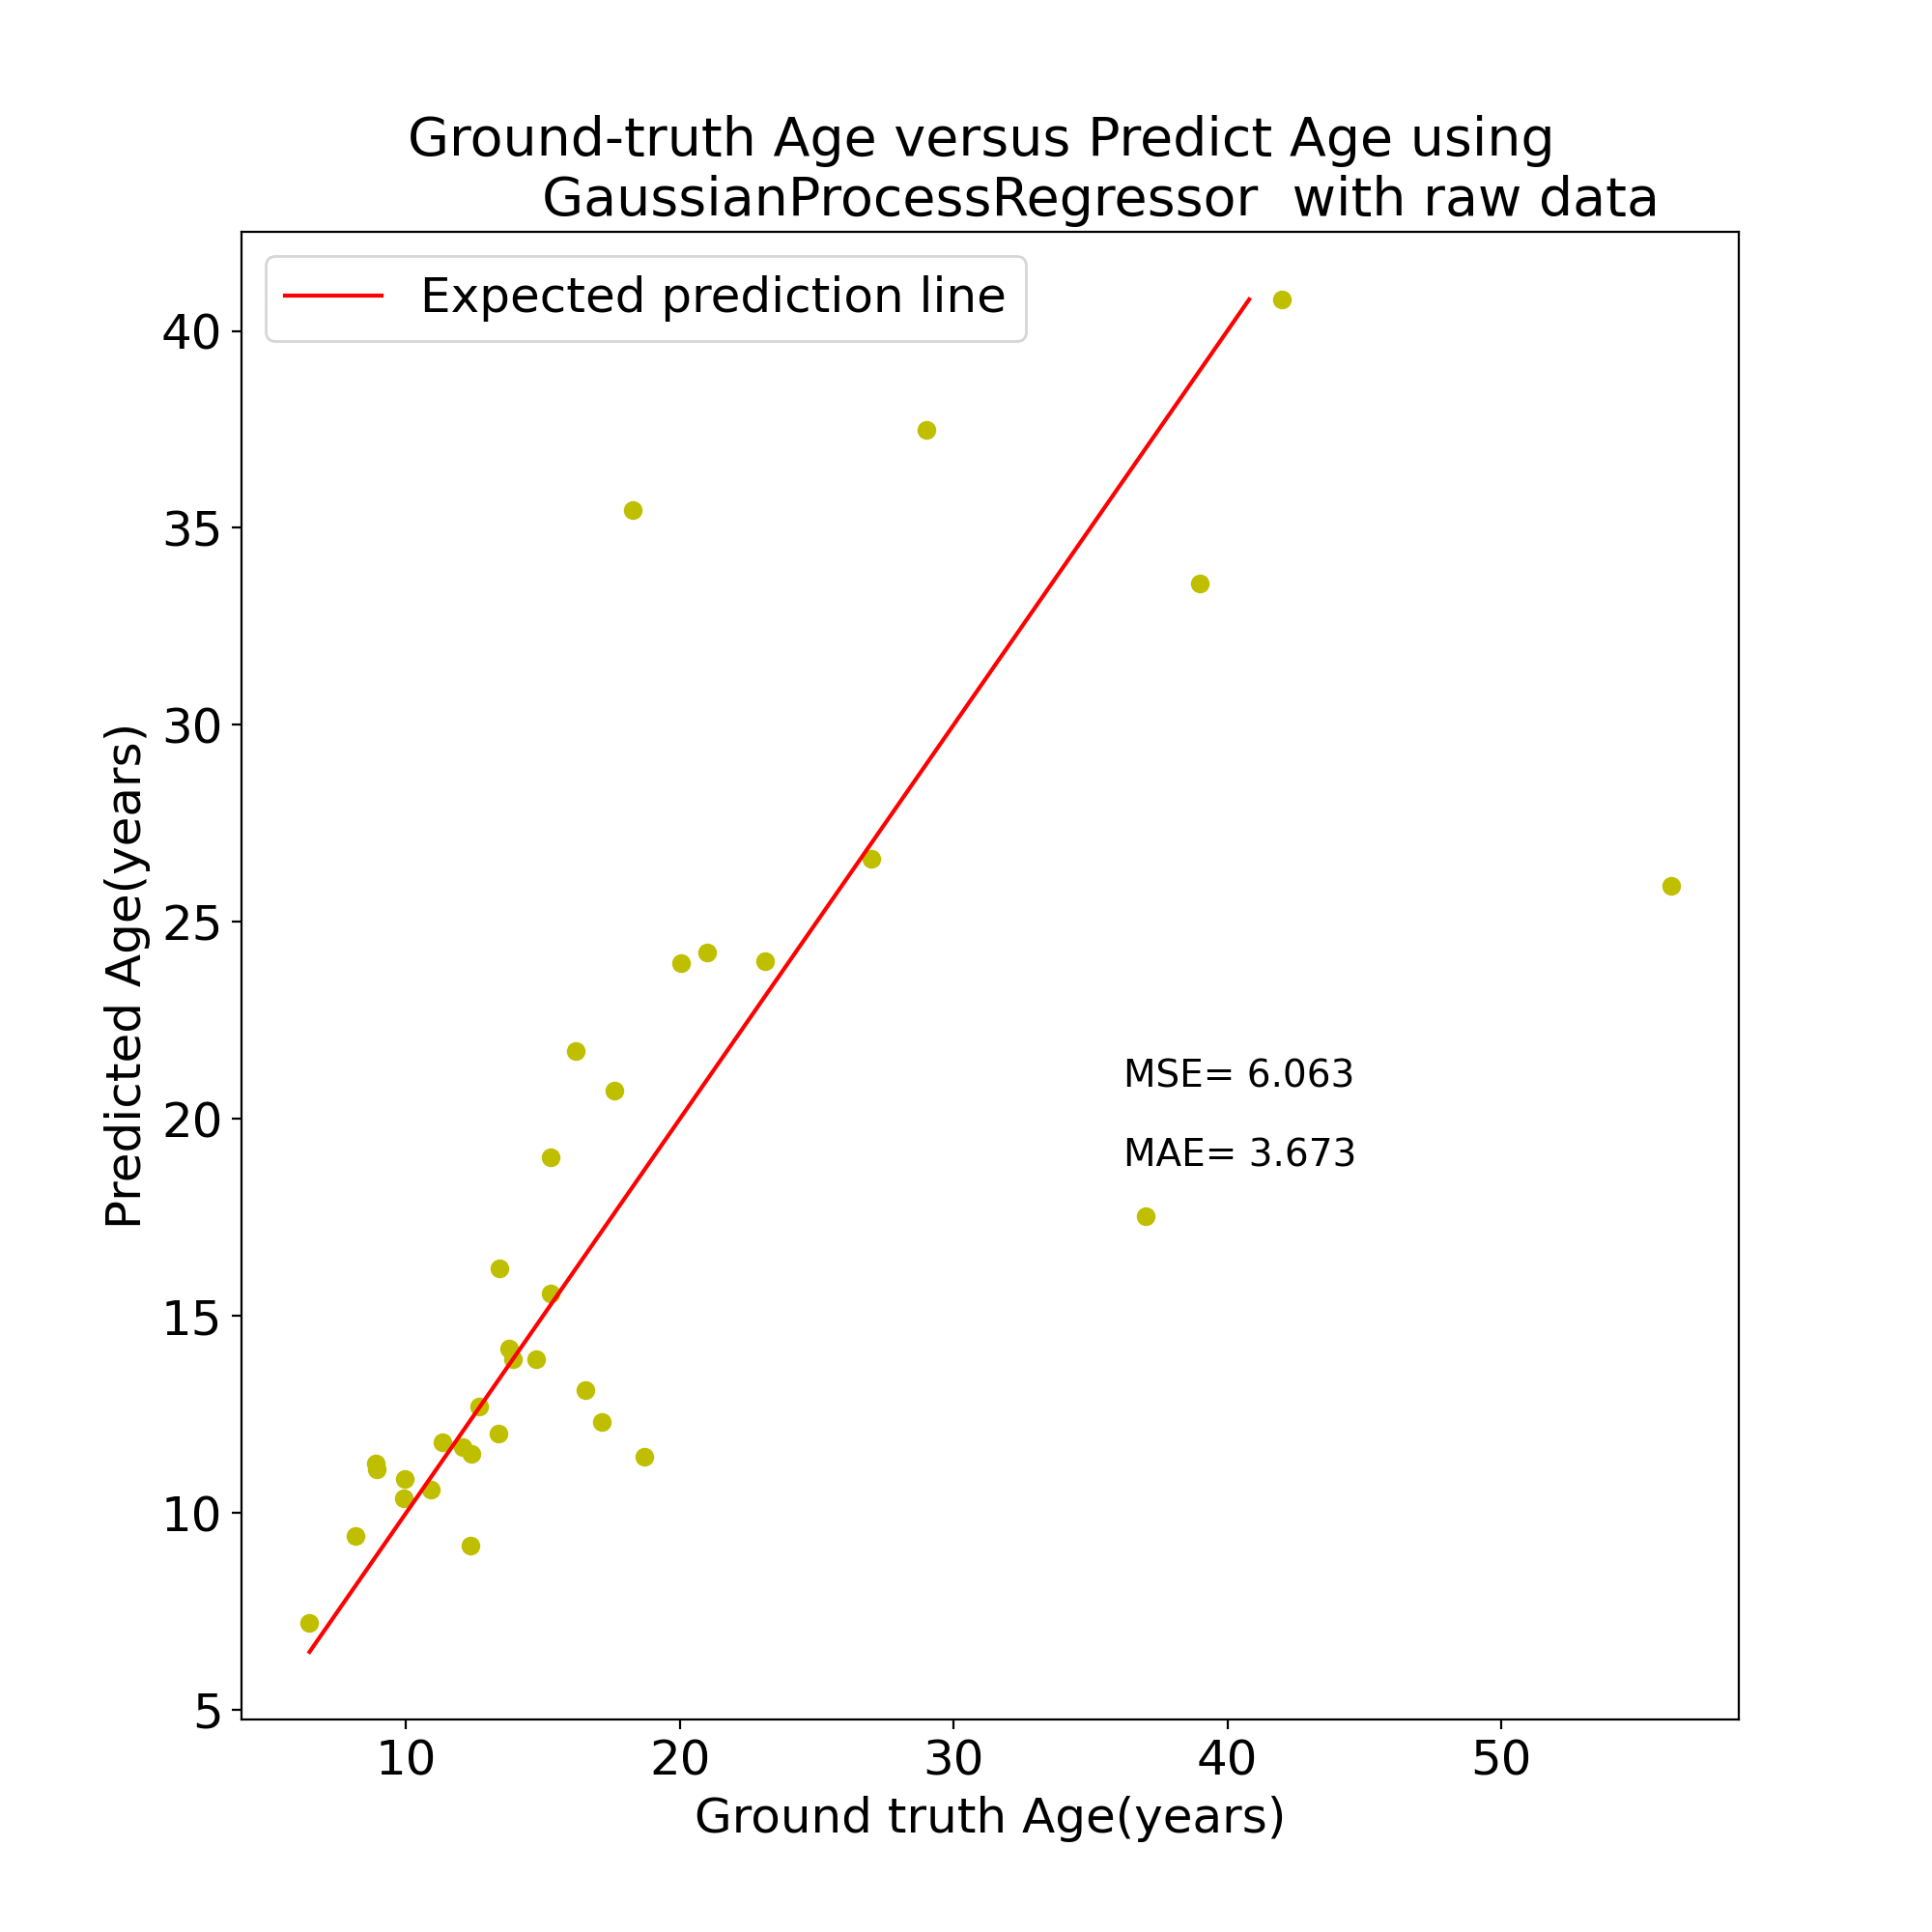 Ground-truth Age versus Predict Age using
GaussianProcessRegressor  with raw data
Expected prediction line
40
35
30
25
20
15
10
5
Predicted Age(years)
MSE= 6.063
MAE= 3.673
10 20 30 40 50
Ground truth Age(years)